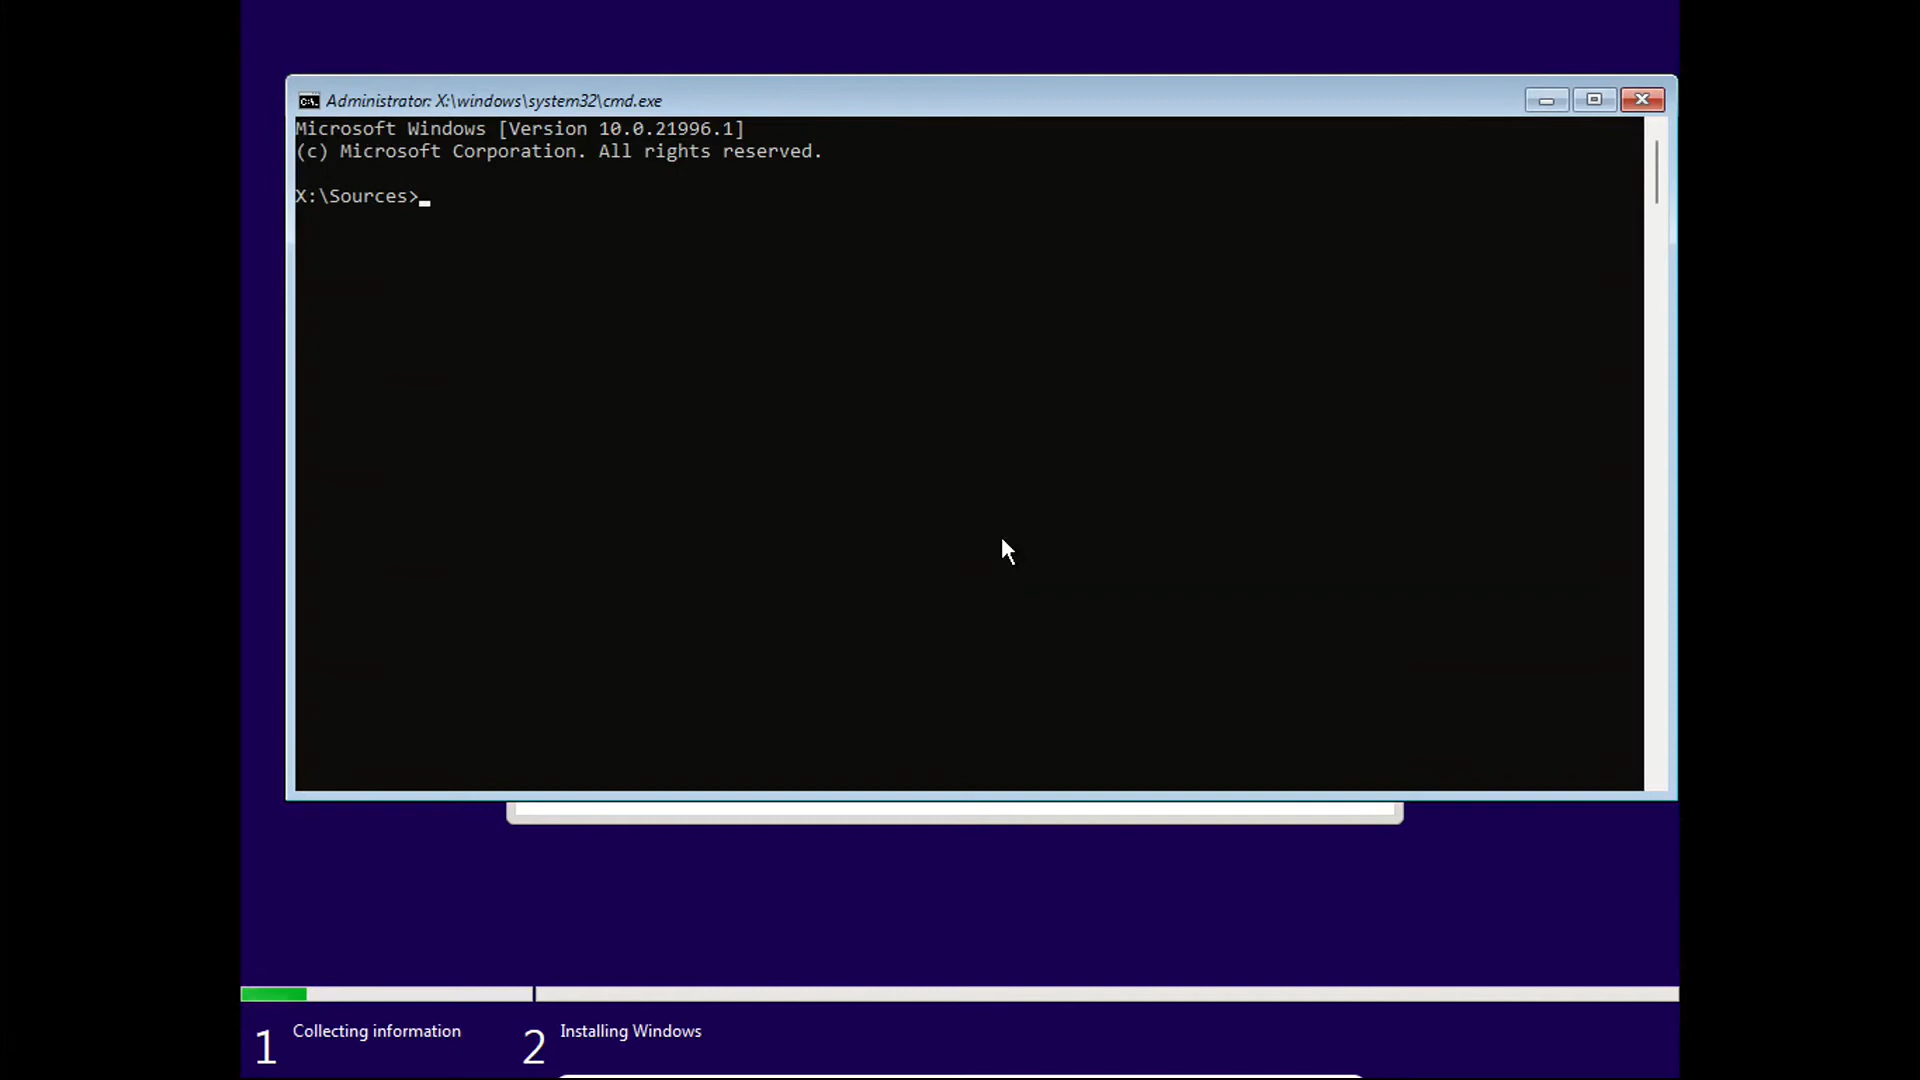 Administrator: X:\windows\system32\cmd.exe
Microsoft Windows [Version 10.0.21996.1]
(c) Microsoft Corporation. All rights reserved.
X:\Sources>
1 Collecting information 2 Installing Windows